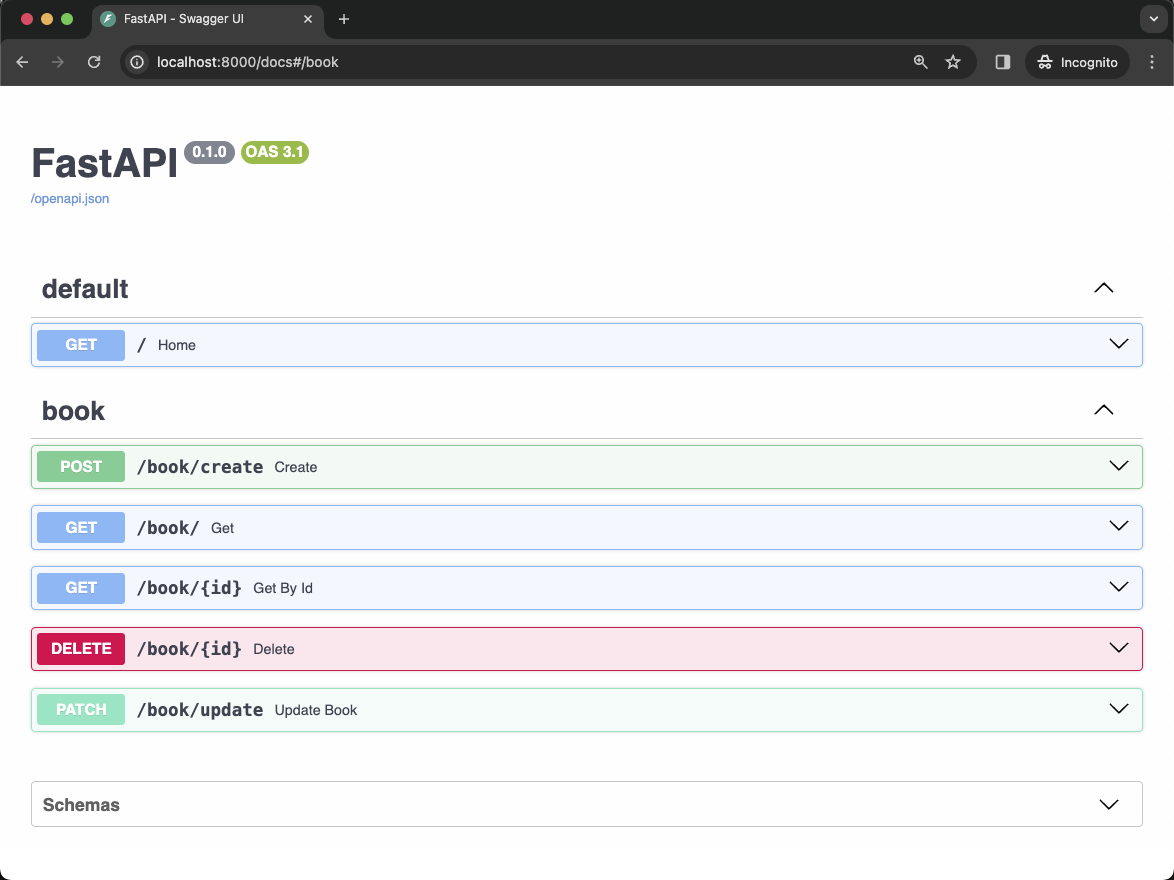 FastAPI - Swagger UI
localhost:8000/docs#/book
Incognito
FastAPI 0.1.0 OAS 3.1
/openapi.json
default
GET / Home
book
POST /book/create Create
GET /book/ Get
GET /book/{id} Get By Id
DELETE /book/{id} Delete
PATCH /book/update Update Book
Schemas